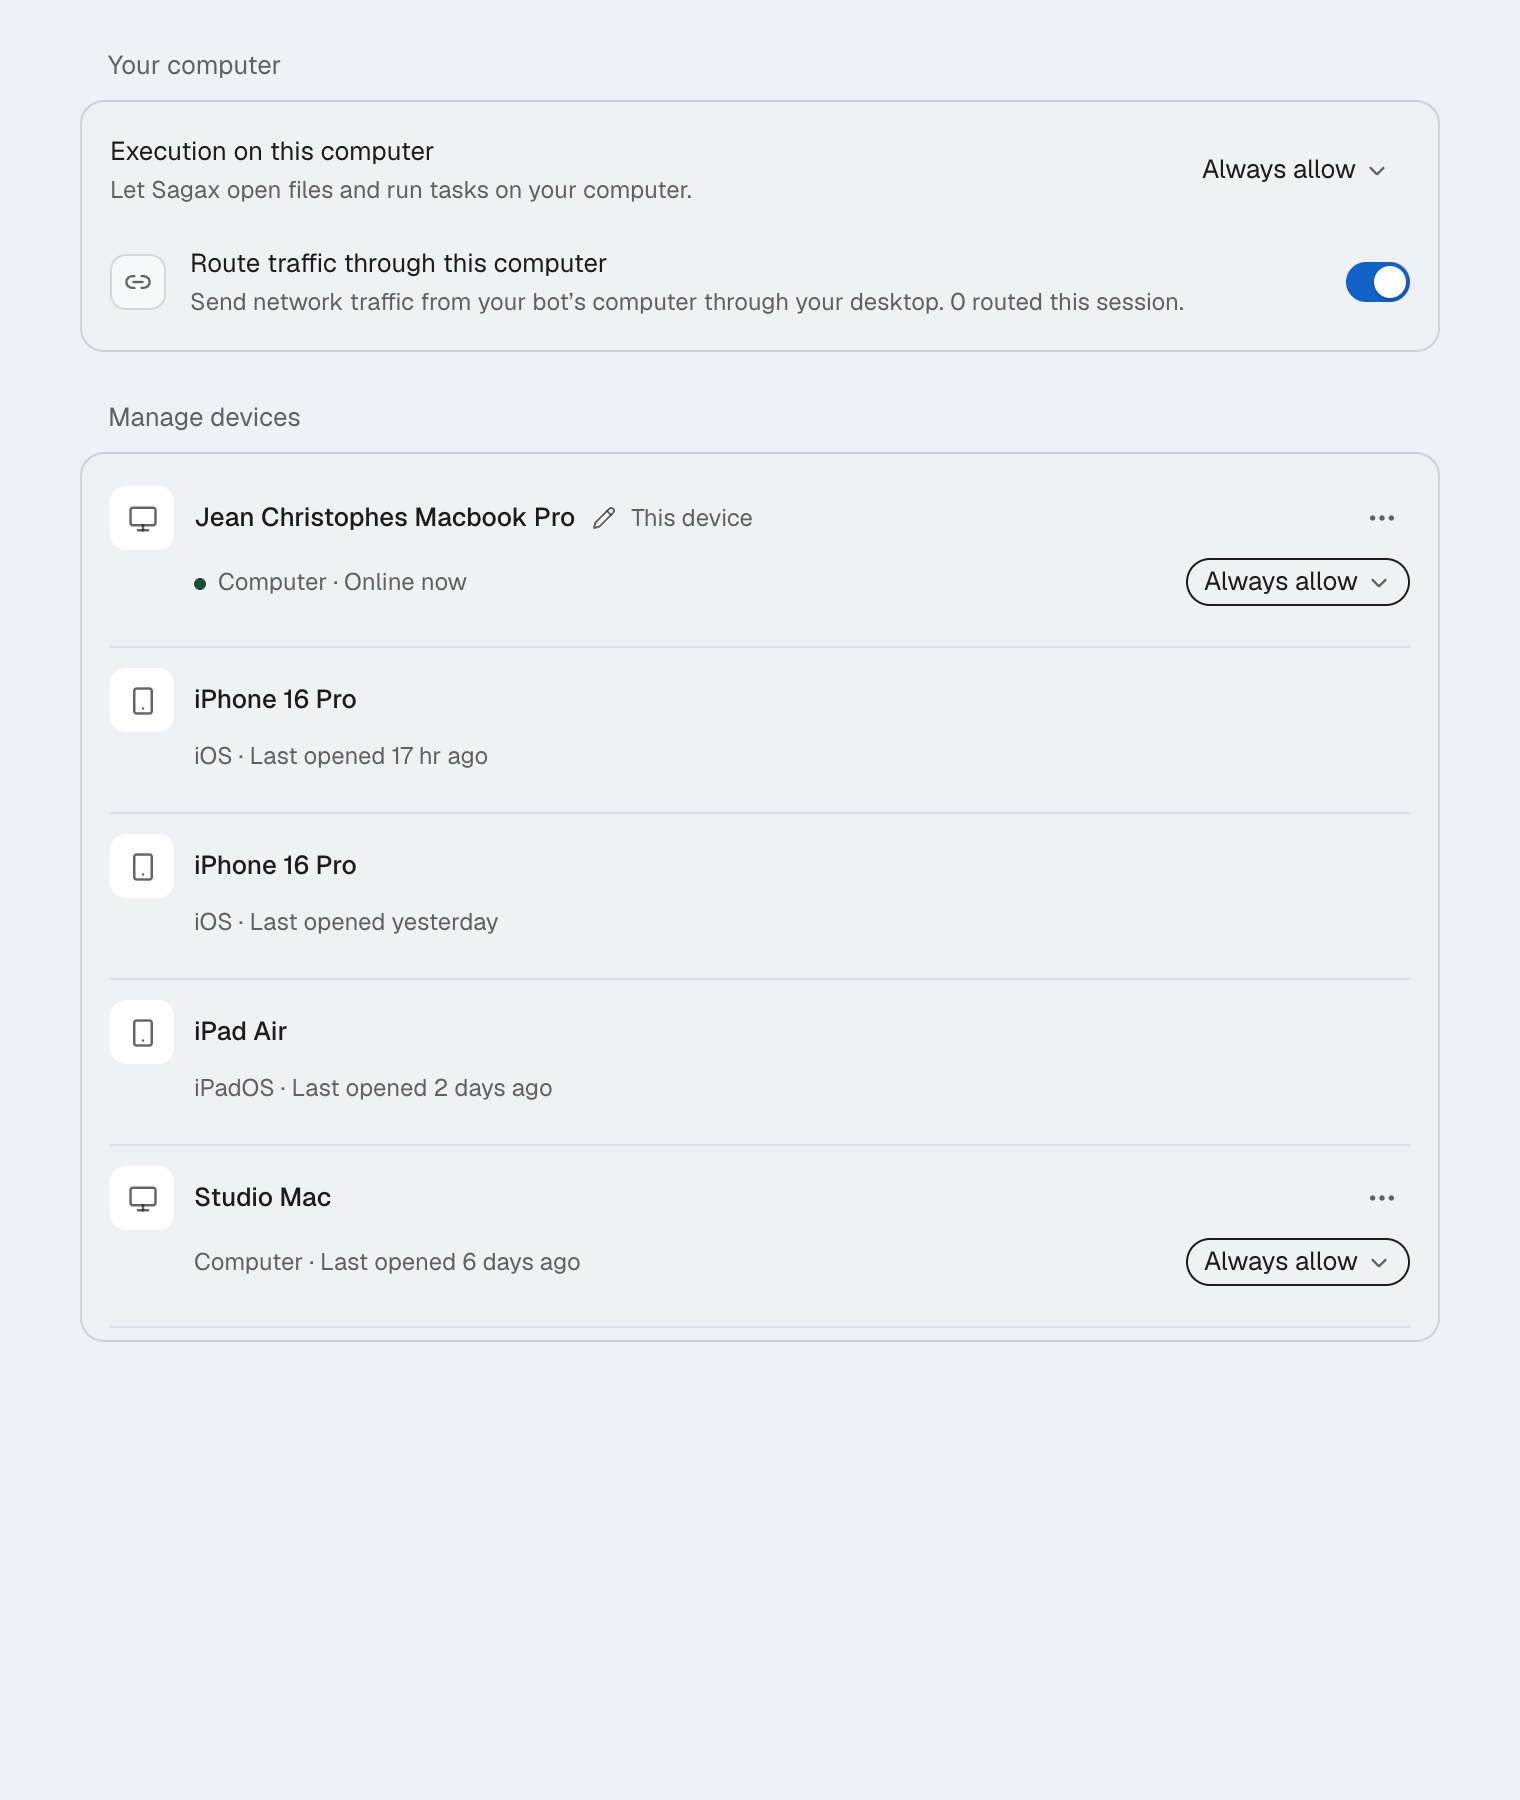 Your computer
Execution on this computer
Let Sagax open files and run tasks on your computer.
Always allow
Route traffic through this computer
Send network traffic from your bot’s computer through your desktop. 0 routed this session.
Manage devices
Jean Christophes Macbook Pro This device
Computer · Online now
Always allow
iPhone 16 Pro
iOS · Last opened 17 hr ago
iPhone 16 Pro
iOS · Last opened yesterday
iPad Air
iPadOS · Last opened 2 days ago
Studio Mac
Computer · Last opened 6 days ago
Always allow